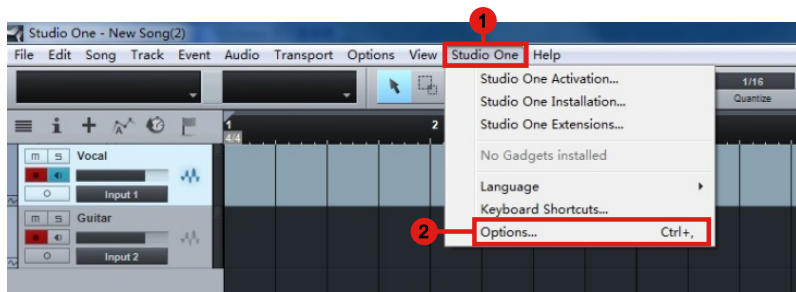 1
Studio One - New Song(2)
File Edit Song Track Event Audio Transport Options View Studio One Help
Studio One Activation...
Studio One Installation...
Studio One Extensions...
No Gadgets installed
Language
Keyboard Shortcuts...
2 Options... Ctrl+,
1/16
Quantize
1 2
4/4
m s Vocal
Input 1
m s Guitar
Input 2